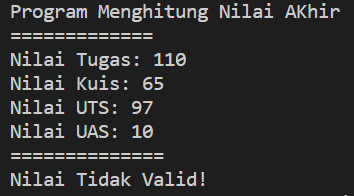 Program Menghitung Nilai AKhir
=============
Nilai Tugas: 110
Nilai Kuis: 65
Nilai UTS: 97
Nilai UAS: 10
==============
Nilai Tidak Valid!